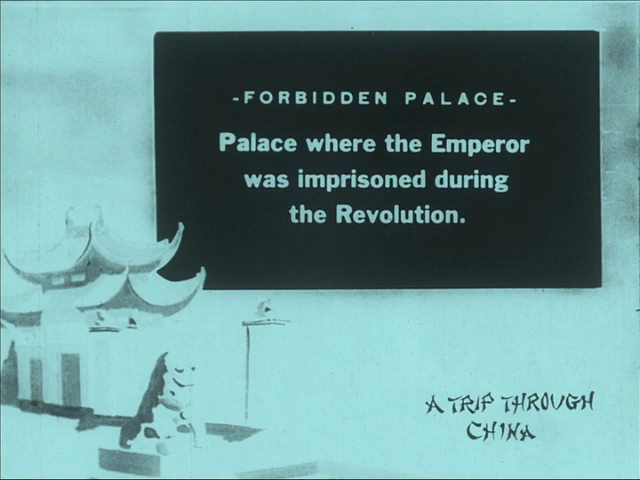 -FORBIDDEN PALACE-
Palace where the Emperor
was imprisoned during
the Revolution.
A TRIP THROUGH
CHINA